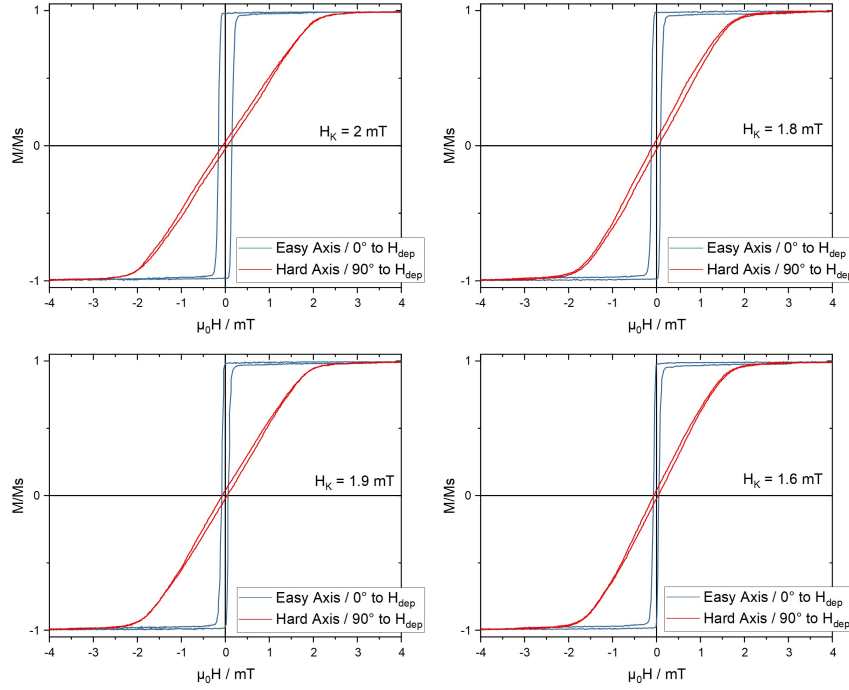 1
0
-1
M/Ms
H_K = 2 mT
Easy Axis / 0° to H_dep
Hard Axis / 90° to H_dep
-4 -3 -2 -1 0 1 2 3 4
µ₀H / mT
1
0
-1
M/Ms
H_K = 1.8 mT
Easy Axis / 0° to H_dep
Hard Axis / 90° to H_dep
-4 -3 -2 -1 0 1 2 3 4
µ₀H / mT
1
0
-1
M/Ms
H_K = 1.9 mT
Easy Axis / 0° to H_dep
Hard Axis / 90° to H_dep
-4 -3 -2 -1 0 1 2 3 4
µ₀H / mT
1
0
-1
M/Ms
H_K = 1.6 mT
Easy Axis / 0° to H_dep
Hard Axis / 90° to H_dep
-4 -3 -2 -1 0 1 2 3 4
µ₀H / mT